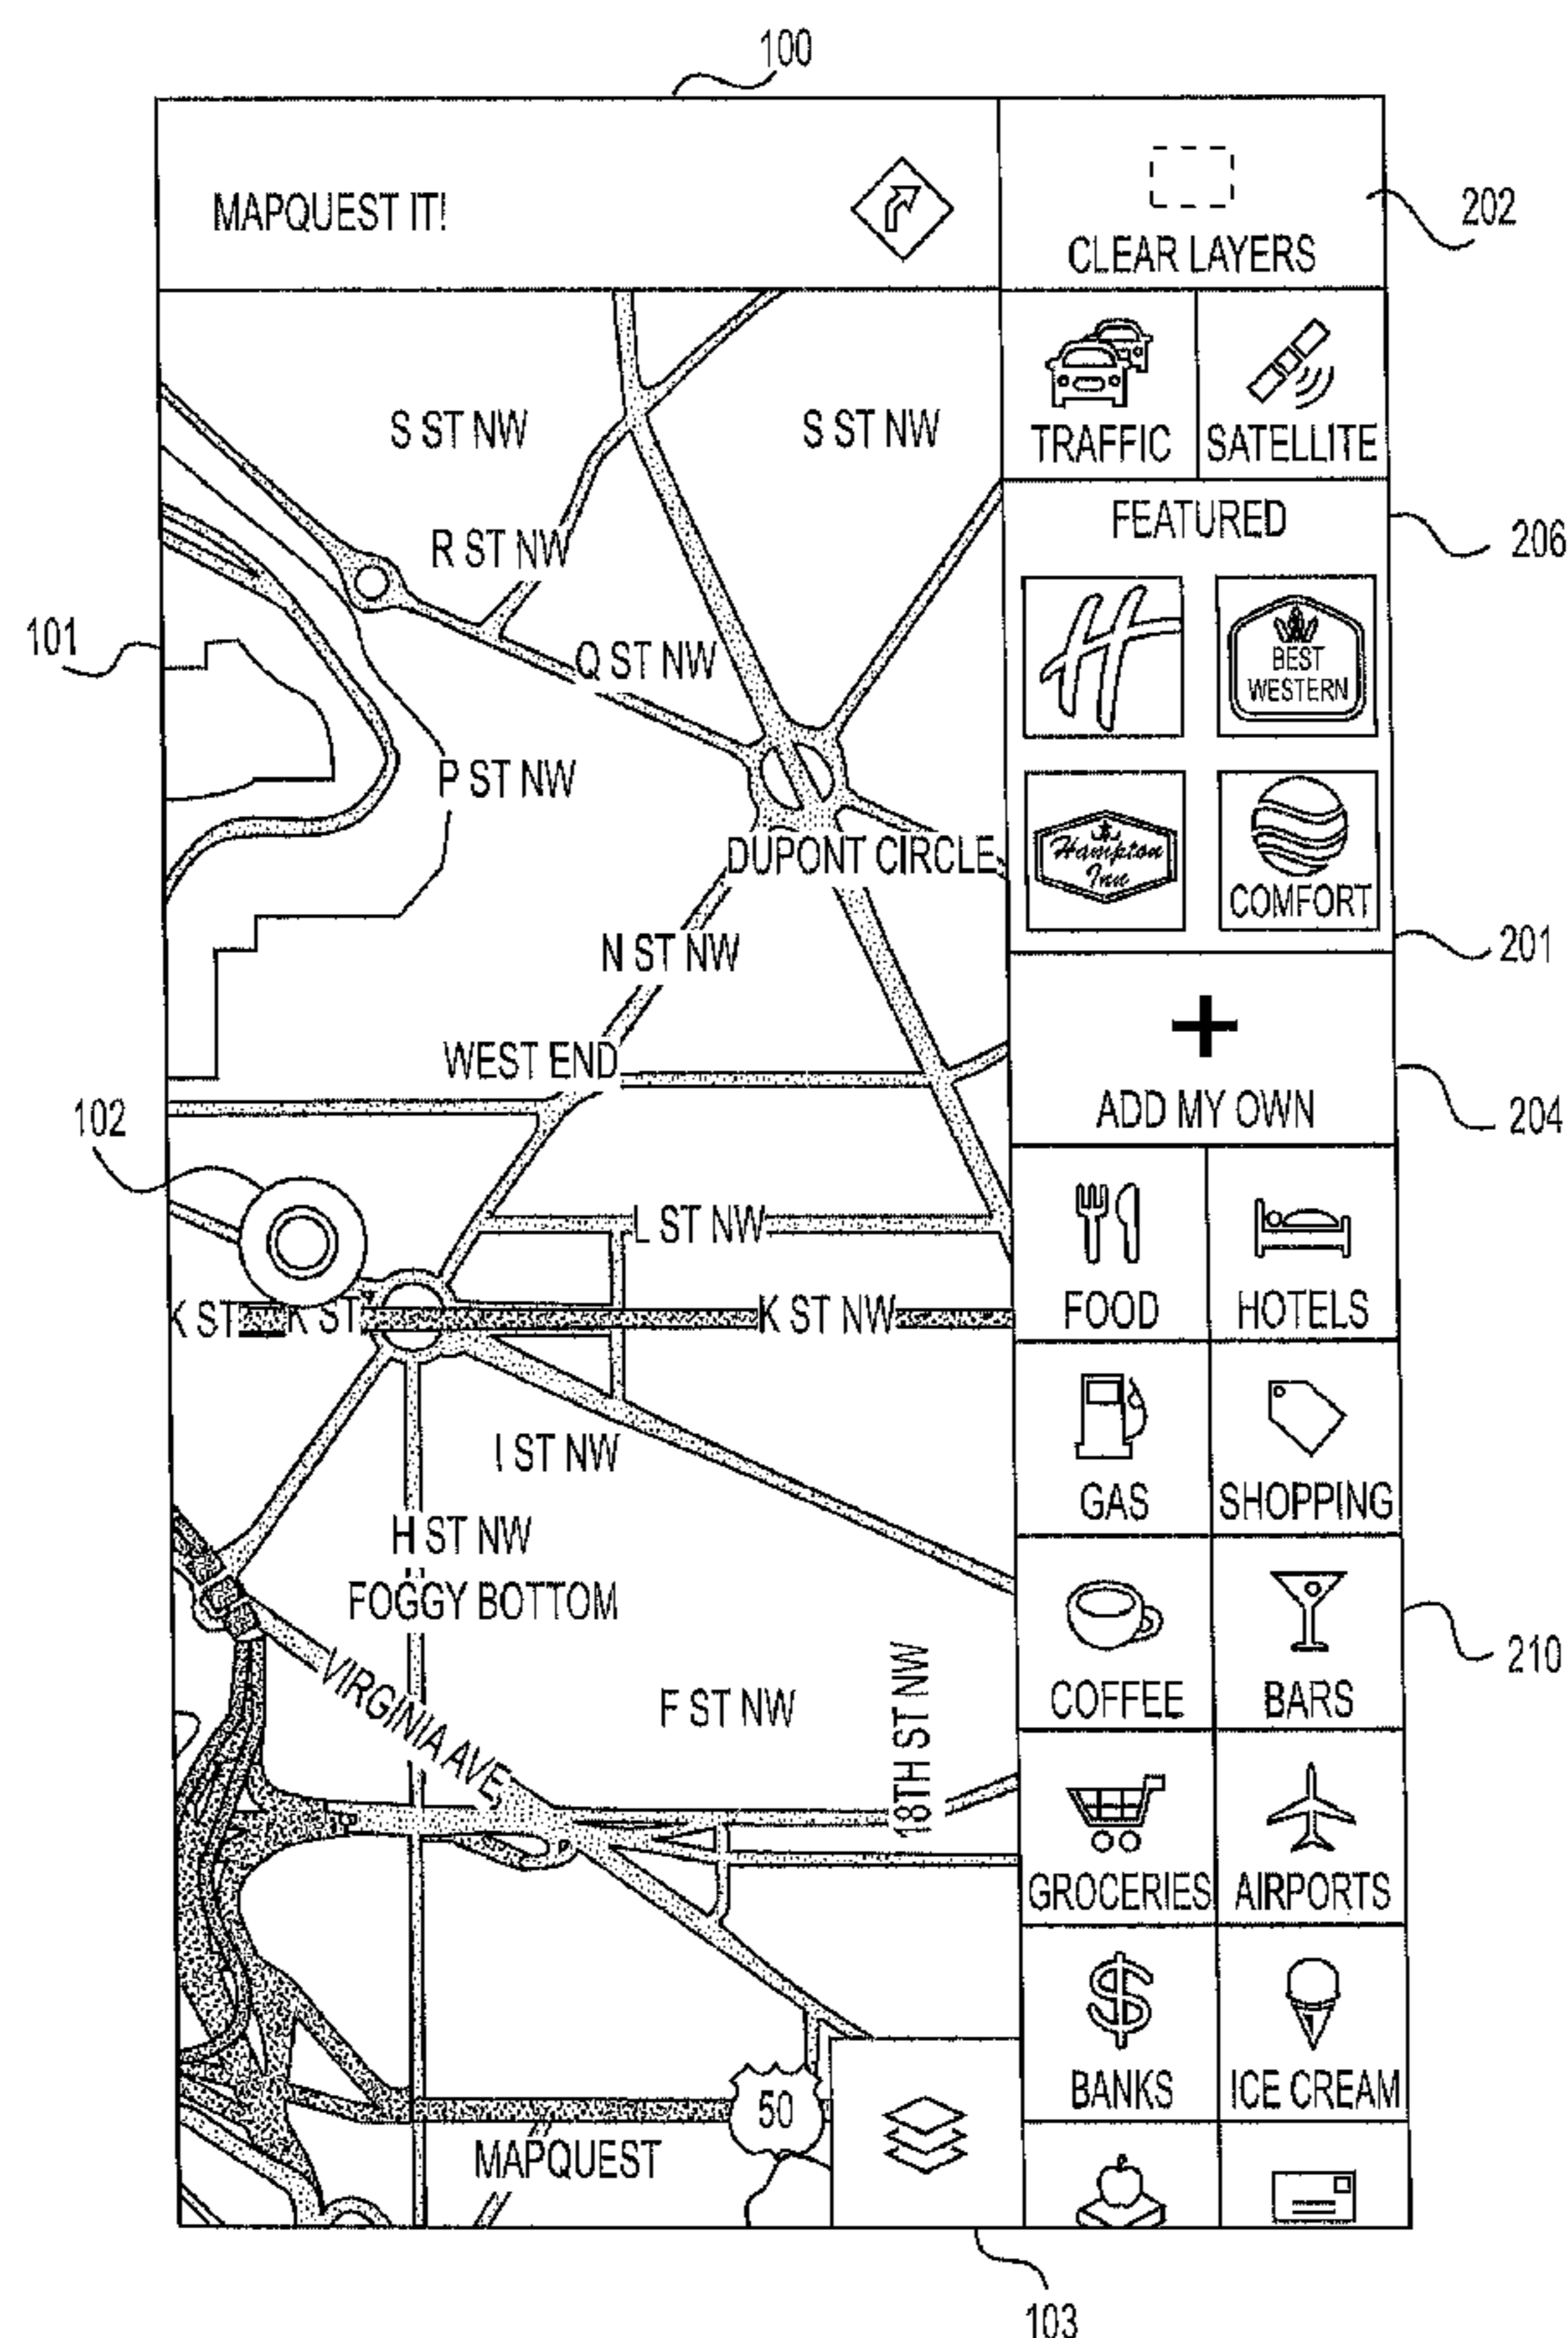 100
MAPQUEST IT!
CLEAR LAYERS
202
TRAFFIC
SATELLITE
S ST NW
S ST NW
R ST NW
FEATURED
206
101
Q ST NW
H
BEST
WESTERN
P ST NW
DUPONT CIRCLE
Hampton
Inn
COMFORT
N ST NW
201
WEST END
+
ADD MY OWN
204
102
L ST NW
FOOD
HOTELS
K ST
K ST
K ST NW
I ST NW
GAS
SHOPPING
H ST NW
FOGGY BOTTOM
VIRGINIA AVE
F ST NW
18TH ST NW
COFFEE
BARS
210
GROCERIES
AIRPORTS
$
BANKS
ICE CREAM
50
MAPQUEST
103